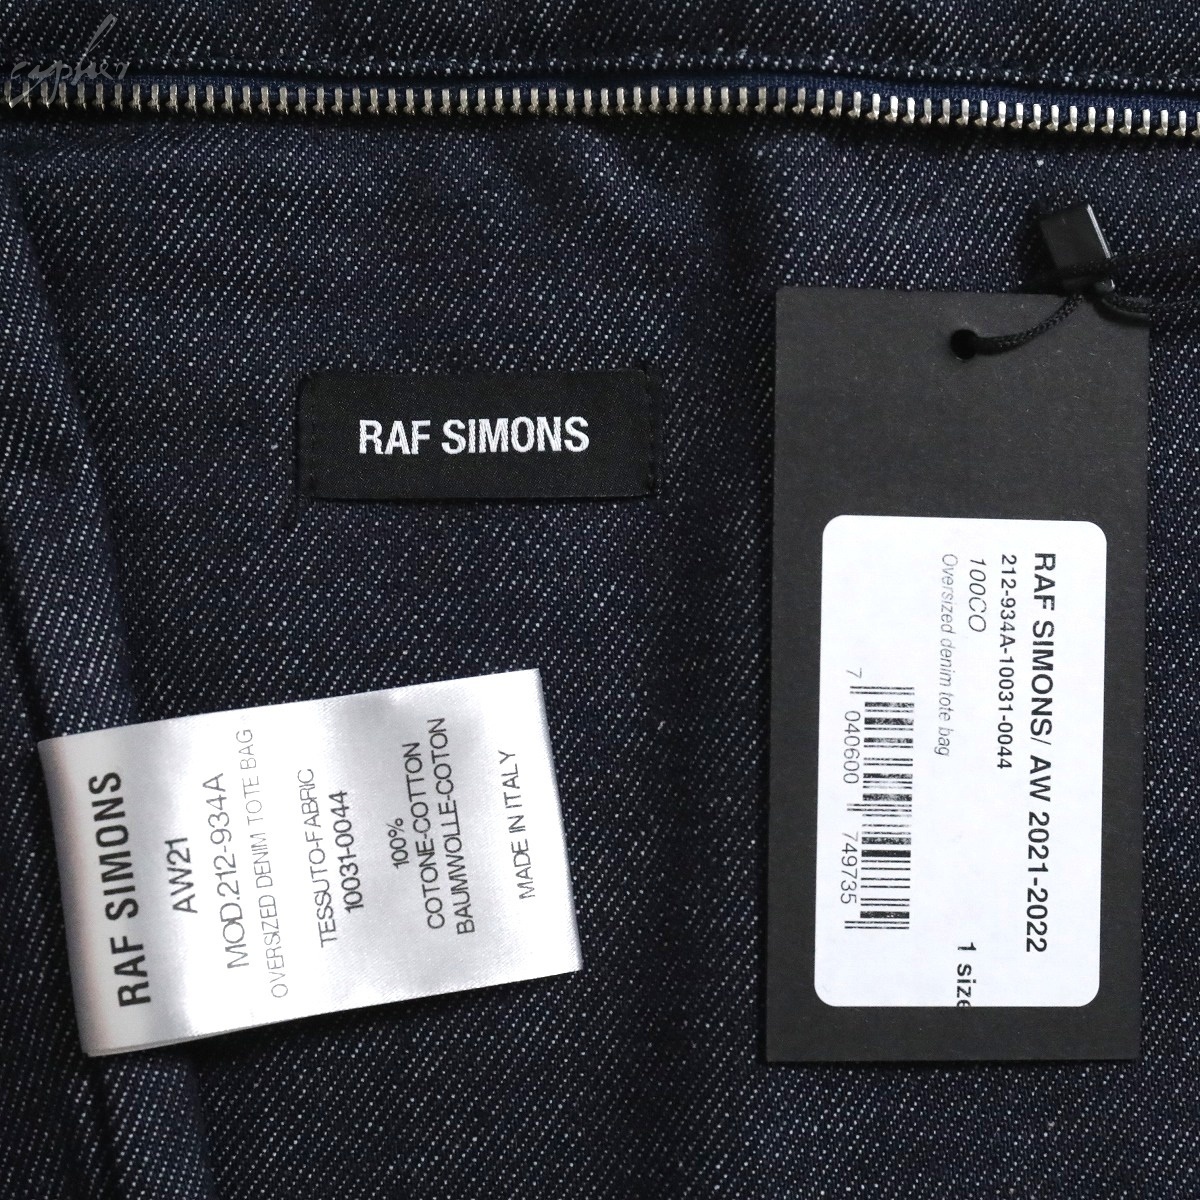 RAF SIMONS
RAF SIMONS
AW21
MOD.212-934A
OVERSIZED DENIM TOTE BAG
TESSUTO-FABRIC
10031-0044
100%
COTONE-COTTON
BAUMWOLLE-COTON
MADE IN ITALY
RAF SIMONS/ AW 2021-2022
212-934A-10031-0044
100CO
Oversized denim tote bag
1 size
7 040600 749735